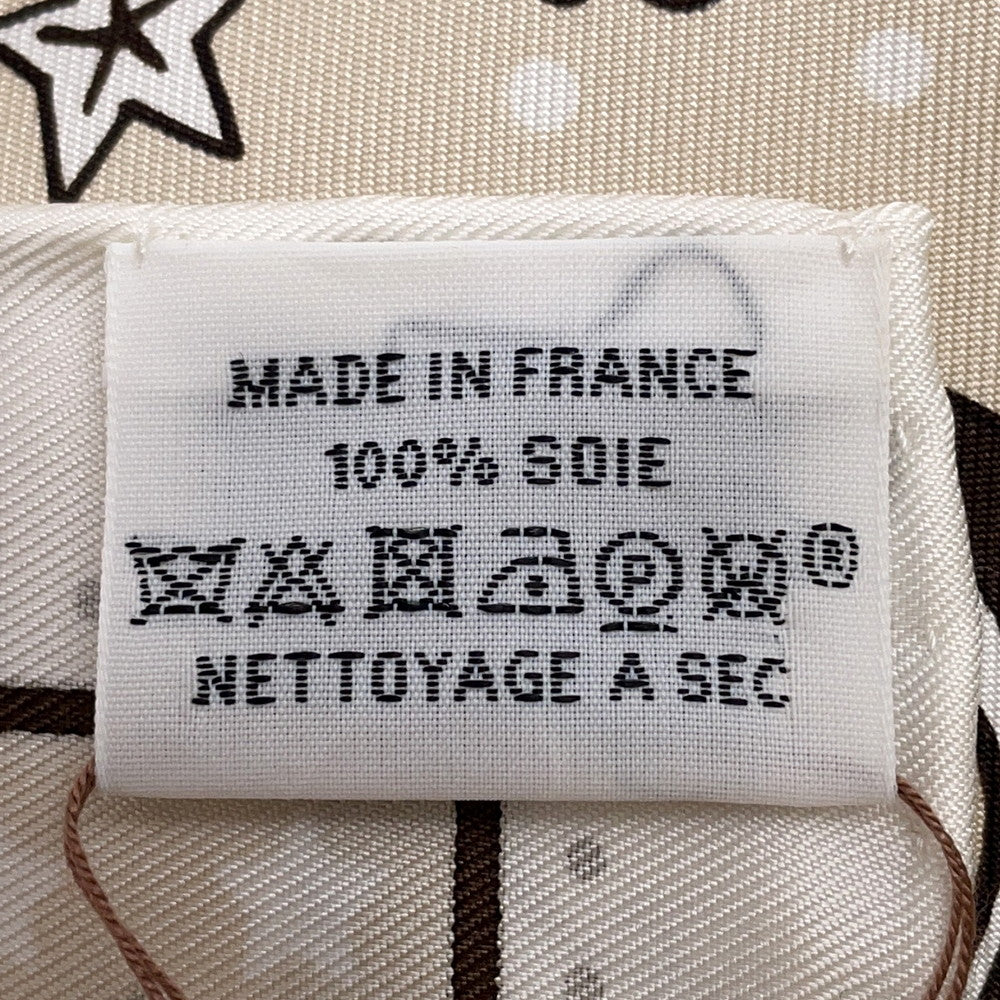 MADE IN FRANCE
100% SOIE
P W ®
NETTOYAGE A SEC